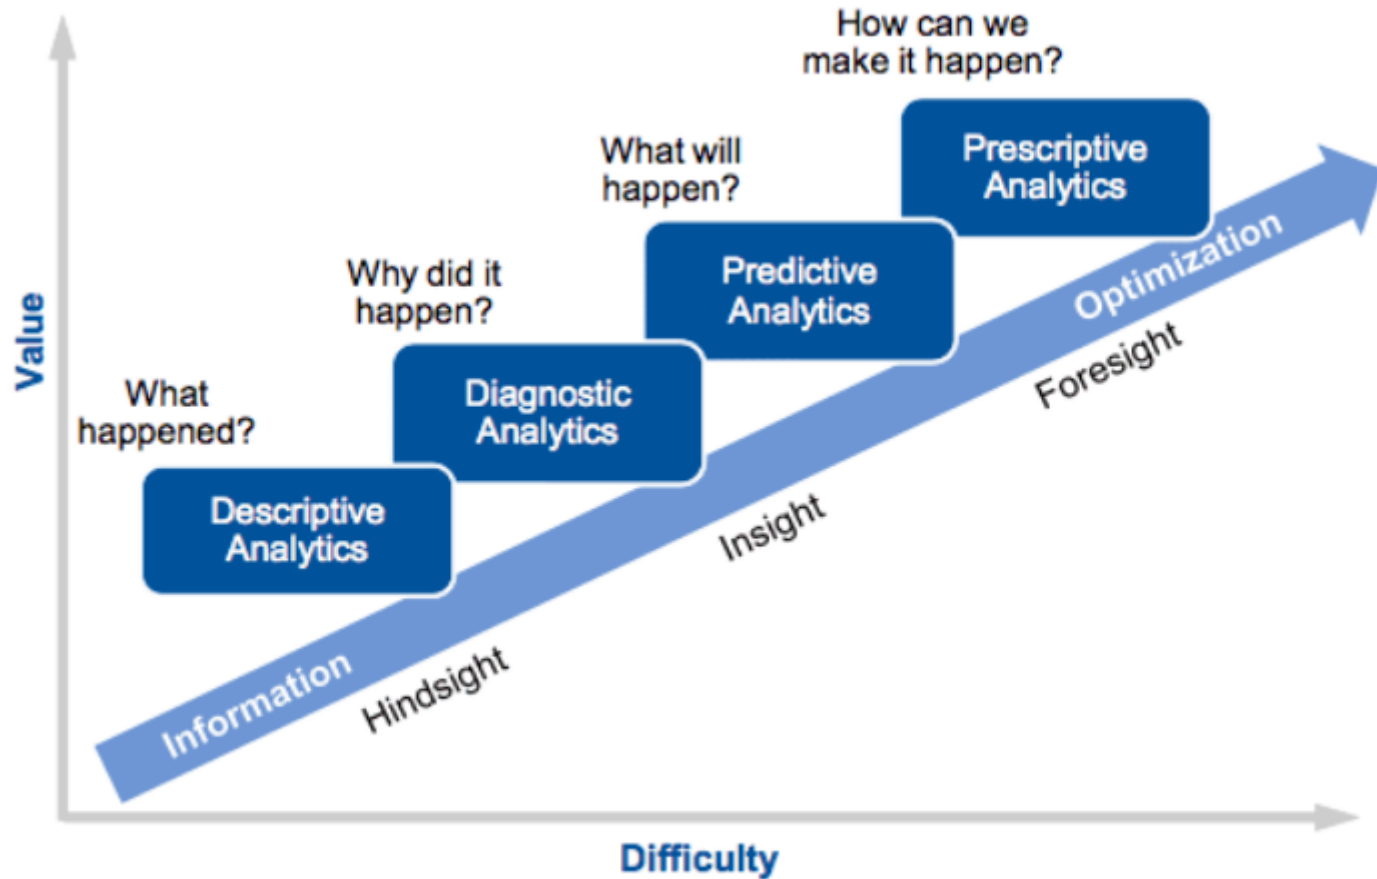 How can we
make it happen?
Prescriptive
Analytics
What will
happen?
Predictive
Analytics
Why did it
happen?
Diagnostic
Analytics
What
happened?
Descriptive
Analytics
Value
Information
Optimization
Hindsight
Insight
Foresight
Difficulty